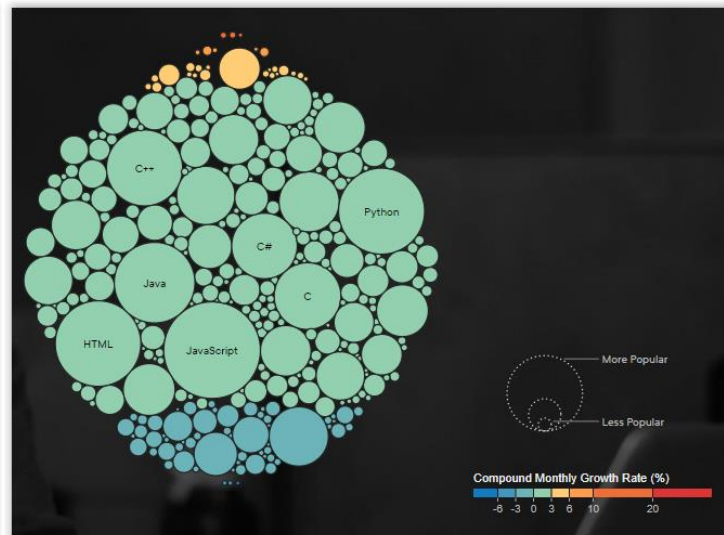 C++
Python
C#
Java
C
HTML
JavaScript
More Popular
Less Popular
Compound Monthly Growth Rate (%)
-6 -3 0 3 6 10 20